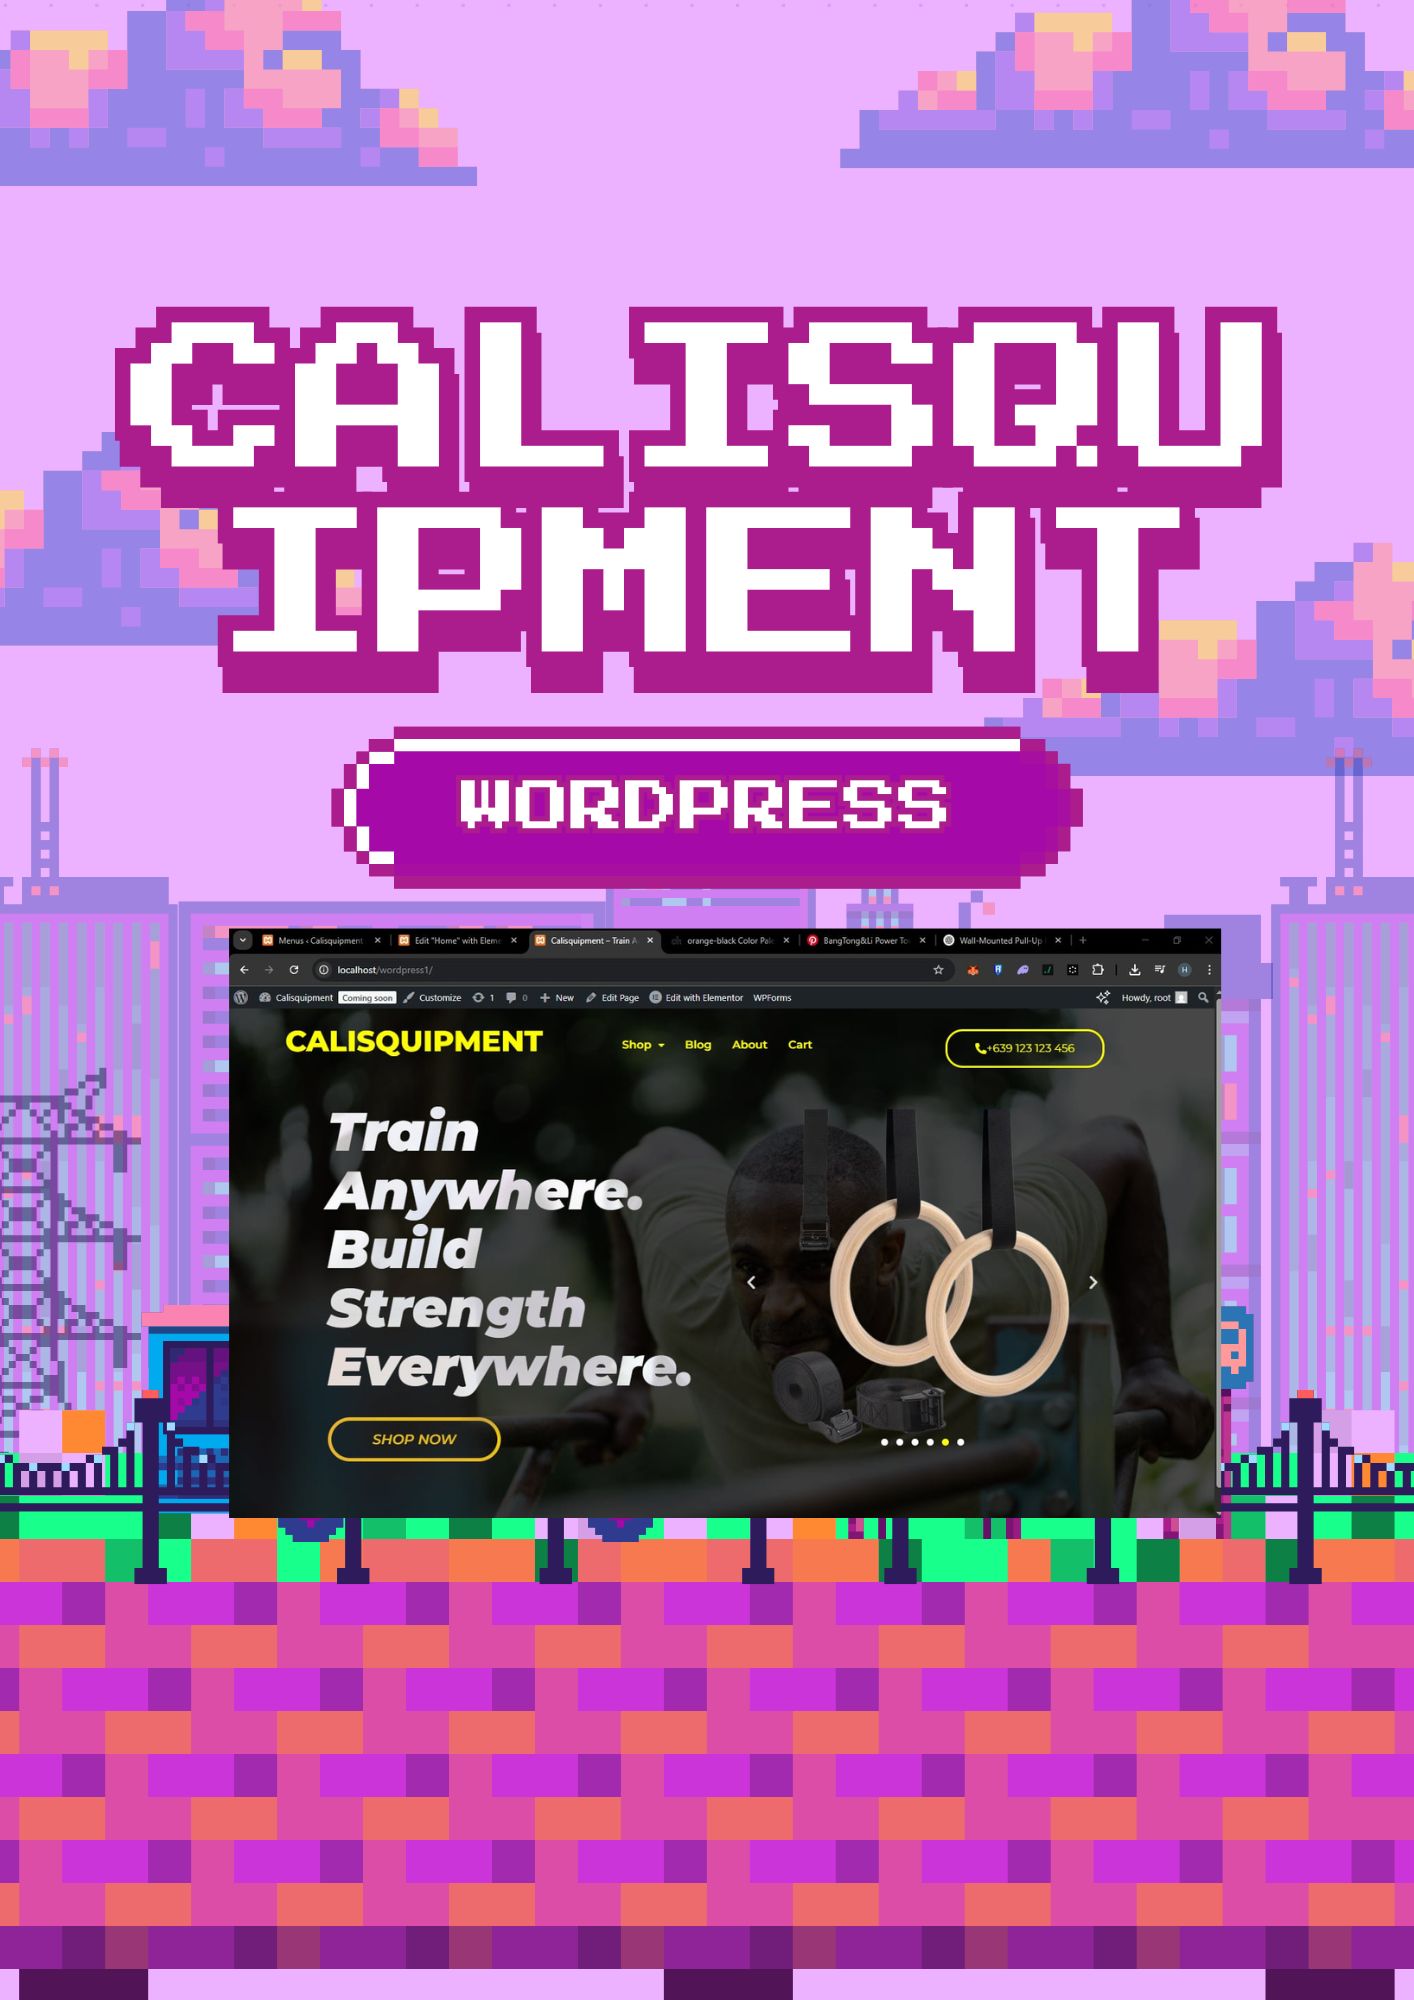 CALISQU
IPMENT
WORDPRESS
Menus ‹ Calisquipment
Edit "Home" with Eleme
Calisquipment – Train A
orange-black Color Pal
BangTong&Li Power To
Wall-Mounted Pull-Up
localhost/wordpress1/
Calisquipment Coming soon Customize 1 0 New Edit Page Edit with Elementor WPForms Howdy, root
CALISQUIPMENT
Shop Blog About Cart
+639 123 123 456
Train
Anywhere.
Build
Strength
Everywhere.
SHOP NOW